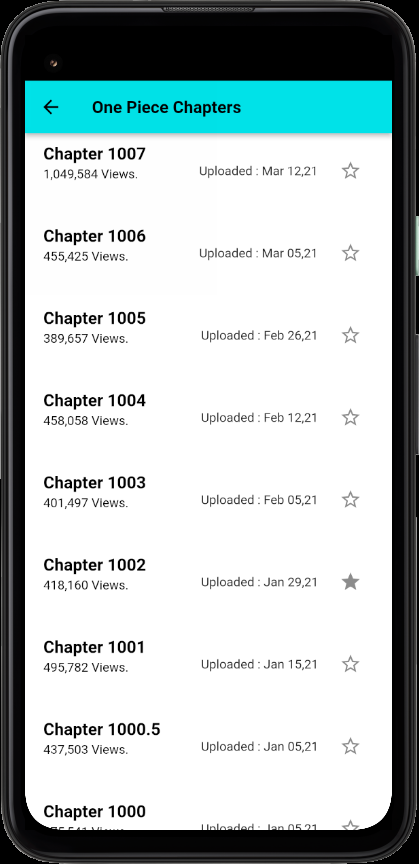 One Piece Chapters
Chapter 1007
1,049,584 Views.
Uploaded : Mar 12,21
Chapter 1006
455,425 Views.
Uploaded : Mar 05,21
Chapter 1005
389,657 Views.
Uploaded : Feb 26,21
Chapter 1004
458,058 Views.
Uploaded : Feb 12,21
Chapter 1003
401,497 Views.
Uploaded : Feb 05,21
Chapter 1002
418,160 Views.
Uploaded : Jan 29,21
Chapter 1001
495,782 Views.
Uploaded : Jan 15,21
Chapter 1000.5
437,503 Views.
Uploaded : Jan 05,21
Chapter 1000
Views.
Uploaded : Jan 05,21